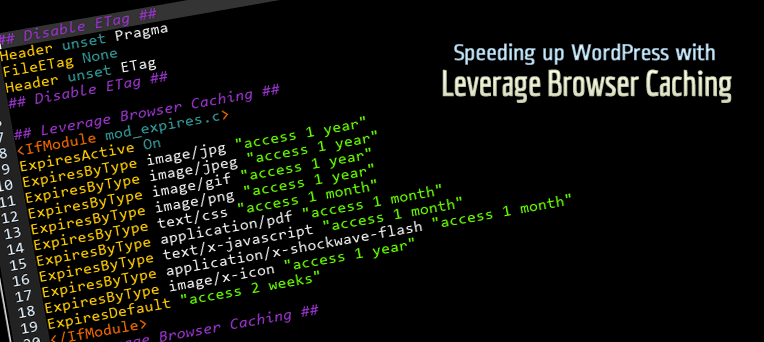 ## Disable ETag ##
Header unset Pragma
FileETag None
Header unset ETag
## Disable ETag ##
Speeding up WordPress with
Leverage Browser Caching
7 ## Leverage Browser Caching ##
8 <IfModule mod_expires.c>
9 ExpiresActive On
10 ExpiresByType image/jpg "access 1 year"
11 ExpiresByType image/jpeg "access 1 year"
12 ExpiresByType image/gif "access 1 year"
13 ExpiresByType image/png "access 1 year"
14 ExpiresByType text/css "access 1 month"
15 ExpiresByType application/pdf "access 1 month"
16 ExpiresByType text/x-javascript "access 1 month"
17 ExpiresByType application/x-shockwave-flash "access 1 month"
18 ExpiresByType image/x-icon "access 1 year"
19 ExpiresDefault "access 2 weeks"
</IfModule>
Browser Caching ##